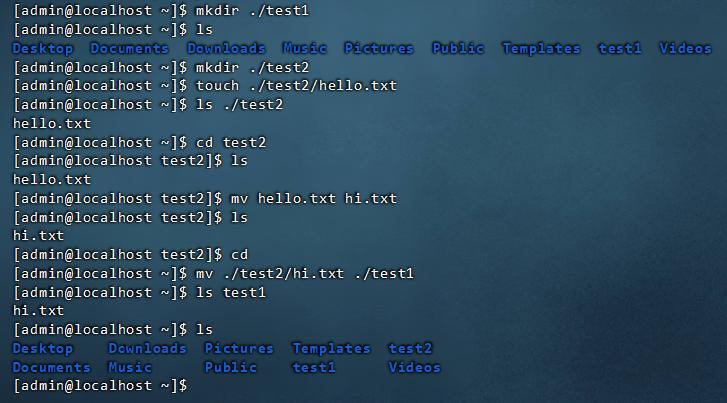 [admin@localhost ~]$ mkdir ./test1
[admin@localhost ~]$ ls
Desktop  Documents  Downloads  Music  Pictures  Public  Templates  test1  Videos
[admin@localhost ~]$ mkdir ./test2
[admin@localhost ~]$ touch ./test2/hello.txt
[admin@localhost ~]$ ls ./test2
hello.txt
[admin@localhost ~]$ cd test2
[admin@localhost test2]$ ls
hello.txt
[admin@localhost test2]$ mv hello.txt hi.txt
[admin@localhost test2]$ ls
hi.txt
[admin@localhost test2]$ cd
[admin@localhost ~]$ mv ./test2/hi.txt ./test1
[admin@localhost ~]$ ls test1
hi.txt
[admin@localhost ~]$ ls
Desktop    Downloads  Pictures  Templates  test2
Documents  Music      Public    test1      Videos
[admin@localhost ~]$